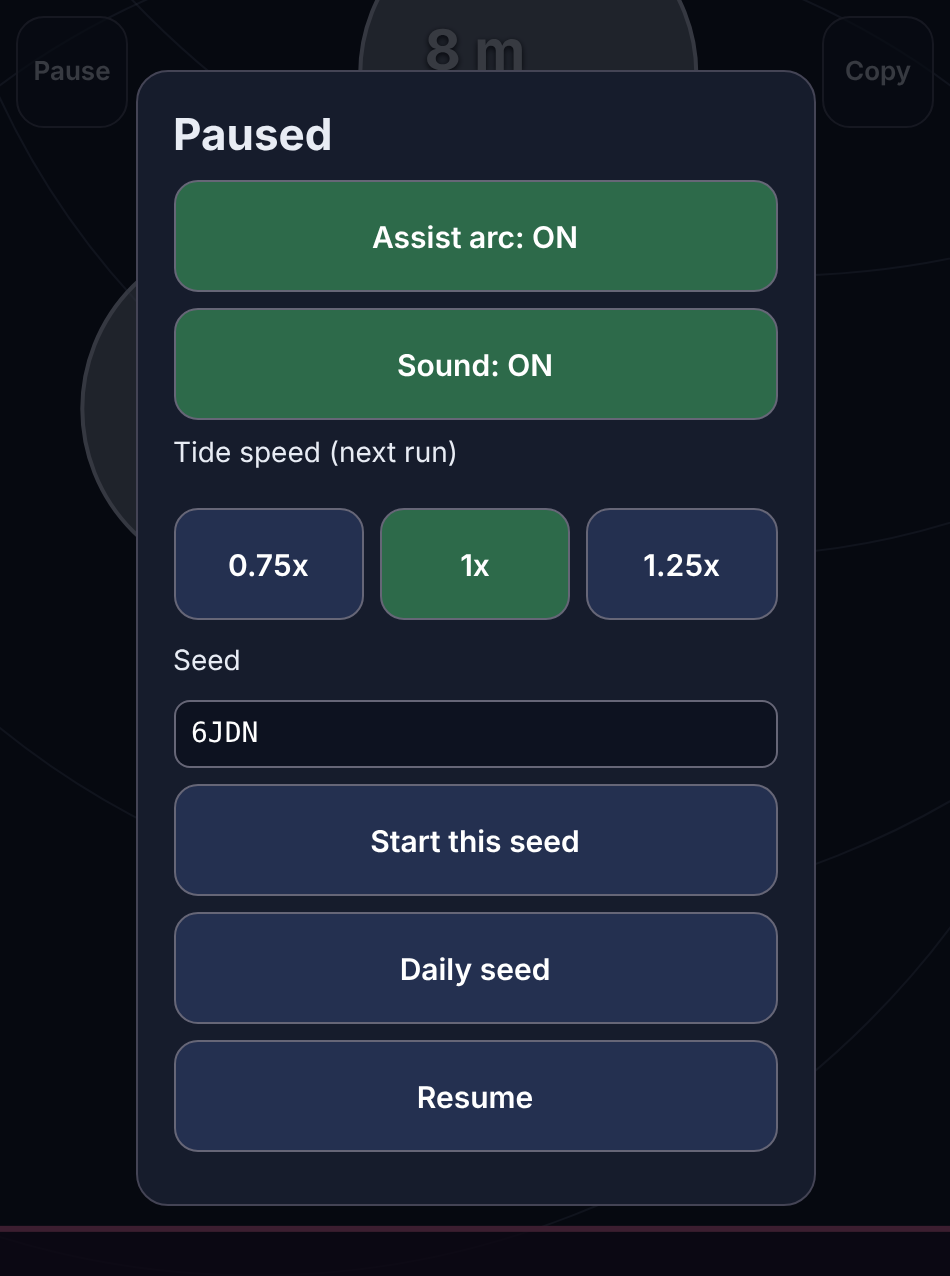 8 m
Pause
Copy
Paused
Assist arc: ON
Sound: ON
Tide speed (next run)
0.75x
1x
1.25x
Seed
6JDN
Start this seed
Daily seed
Resume